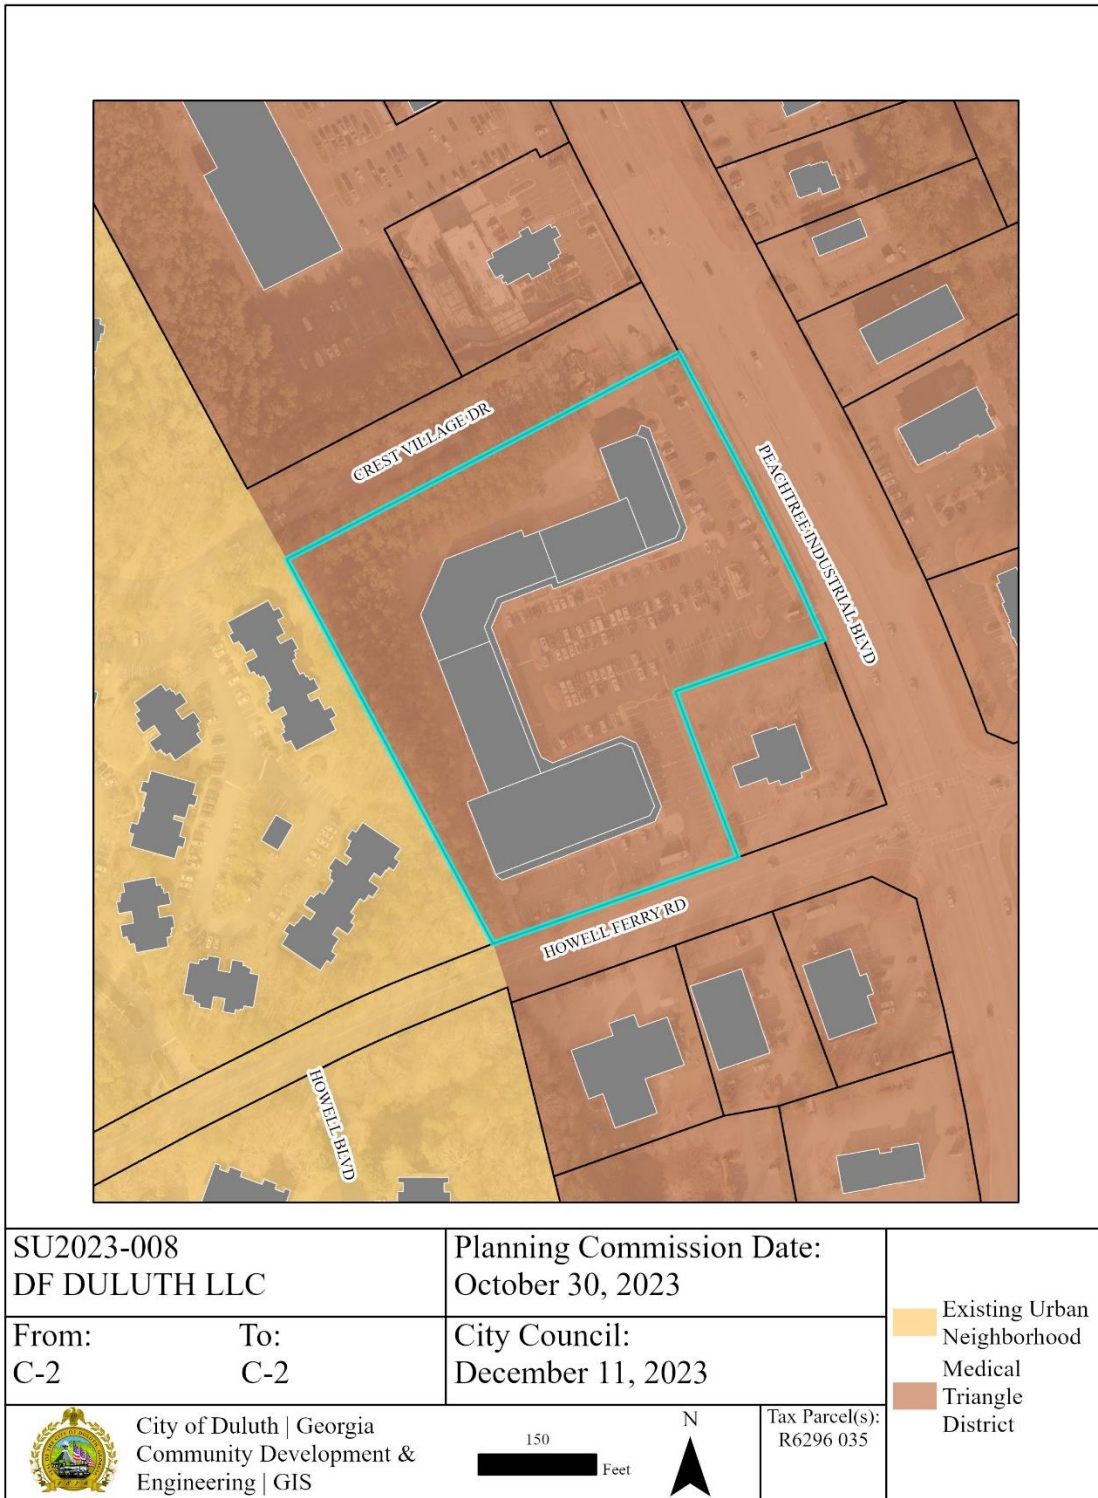 CREST VILLAGE DR
PEACHTREE INDUSTRIAL BLVD
HOWELL FERRY RD
HOWELL BLVD
SU2023-008
DF DULUTH LLC
Planning Commission Date:
October 30, 2023
From: To:
C-2 C-2
City Council:
December 11, 2023
Existing Urban
Neighborhood
Medical
Triangle
District
City of Duluth | Georgia
Community Development &
Engineering | GIS
150
Feet
N
Tax Parcel(s):
R6296 035